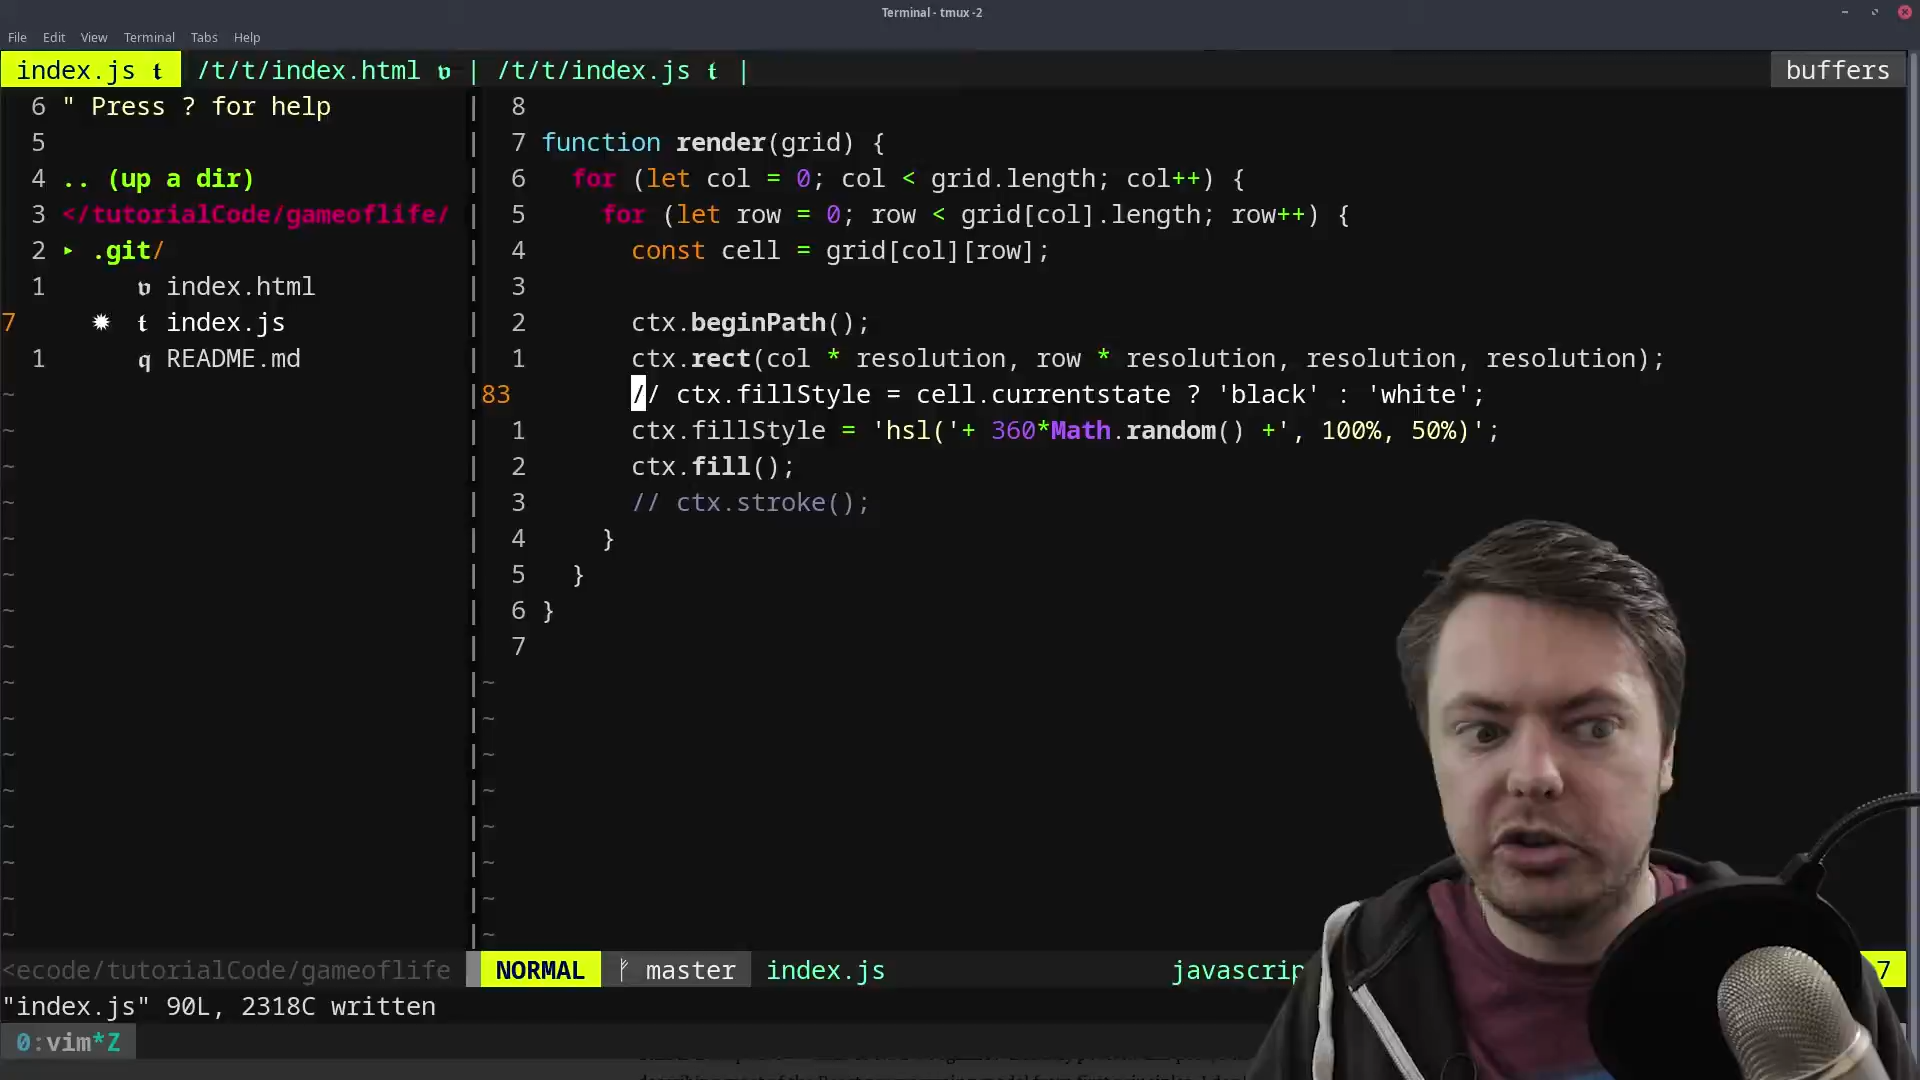 Terminal - tmux -2
File Edit View Terminal Tabs Help
index.js t /t/t/index.html v | /t/t/index.js t | buffers
6 " Press ? for help
5
4 .. (up a dir)
3 </tutorialCode/gameoflife/
2 ▸ .git/
1 v index.html
7 ✹ t index.js
1 q README.md
8
7 function render(grid) {
6 for (let col = 0; col < grid.length; col++) {
5 for (let row = 0; row < grid[col].length; row++) {
4 const cell = grid[col][row];
3
2 ctx.beginPath();
1 ctx.rect(col * resolution, row * resolution, resolution, resolution);
83 // ctx.fillStyle = cell.currentstate ? 'black' : 'white';
1 ctx.fillStyle = 'hsl('+ 360*Math.random() +', 100%, 50%)';
2 ctx.fill();
3 // ctx.stroke();
4 }
5 }
6 }
7
<ecode/tutorialCode/gameoflife NORMAL master index.js javascrip 7
"index.js" 90L, 2318C written
0:vim*Z